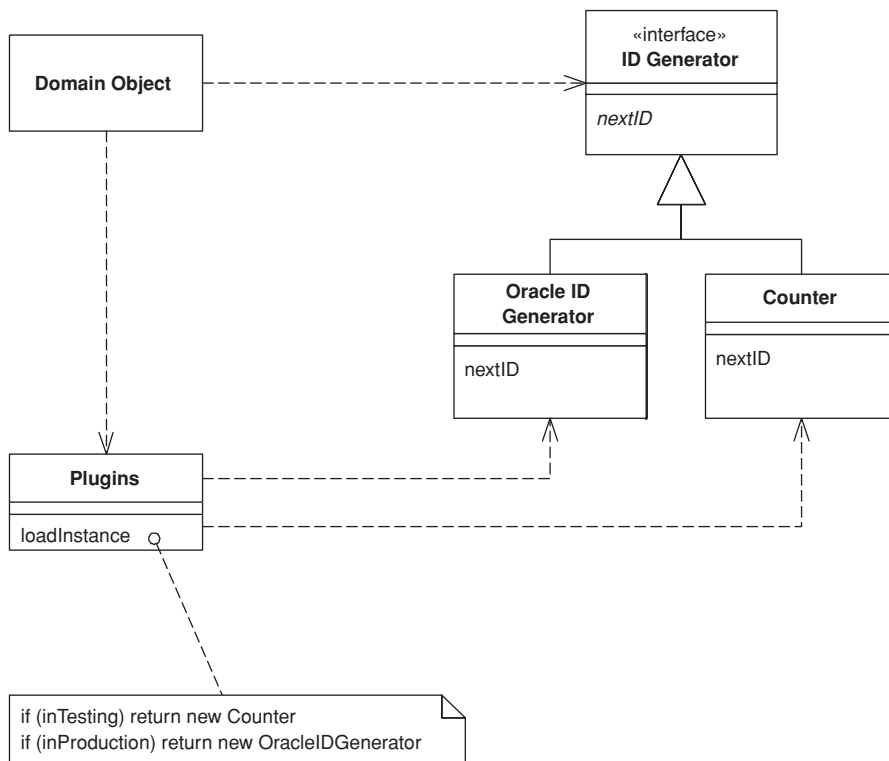 «interface»
ID Generator
nextID
Domain Object
Oracle ID
Generator
nextID
Counter
nextID
Plugins
loadInstance
if (inTesting) return new Counter
if (inProduction) return new OracleIDGenerator